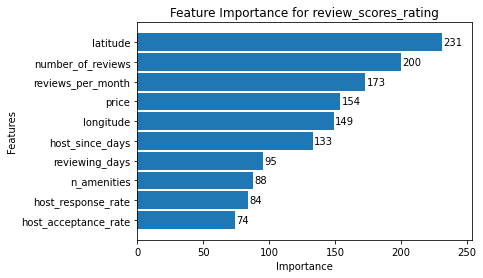 Feature Importance for review_scores_rating
Features
latitude 231
number_of_reviews 200
reviews_per_month 173
price 154
longitude 149
host_since_days 133
reviewing_days 95
n_amenities 88
host_response_rate 84
host_acceptance_rate 74
0 50 100 150 200 250
Importance